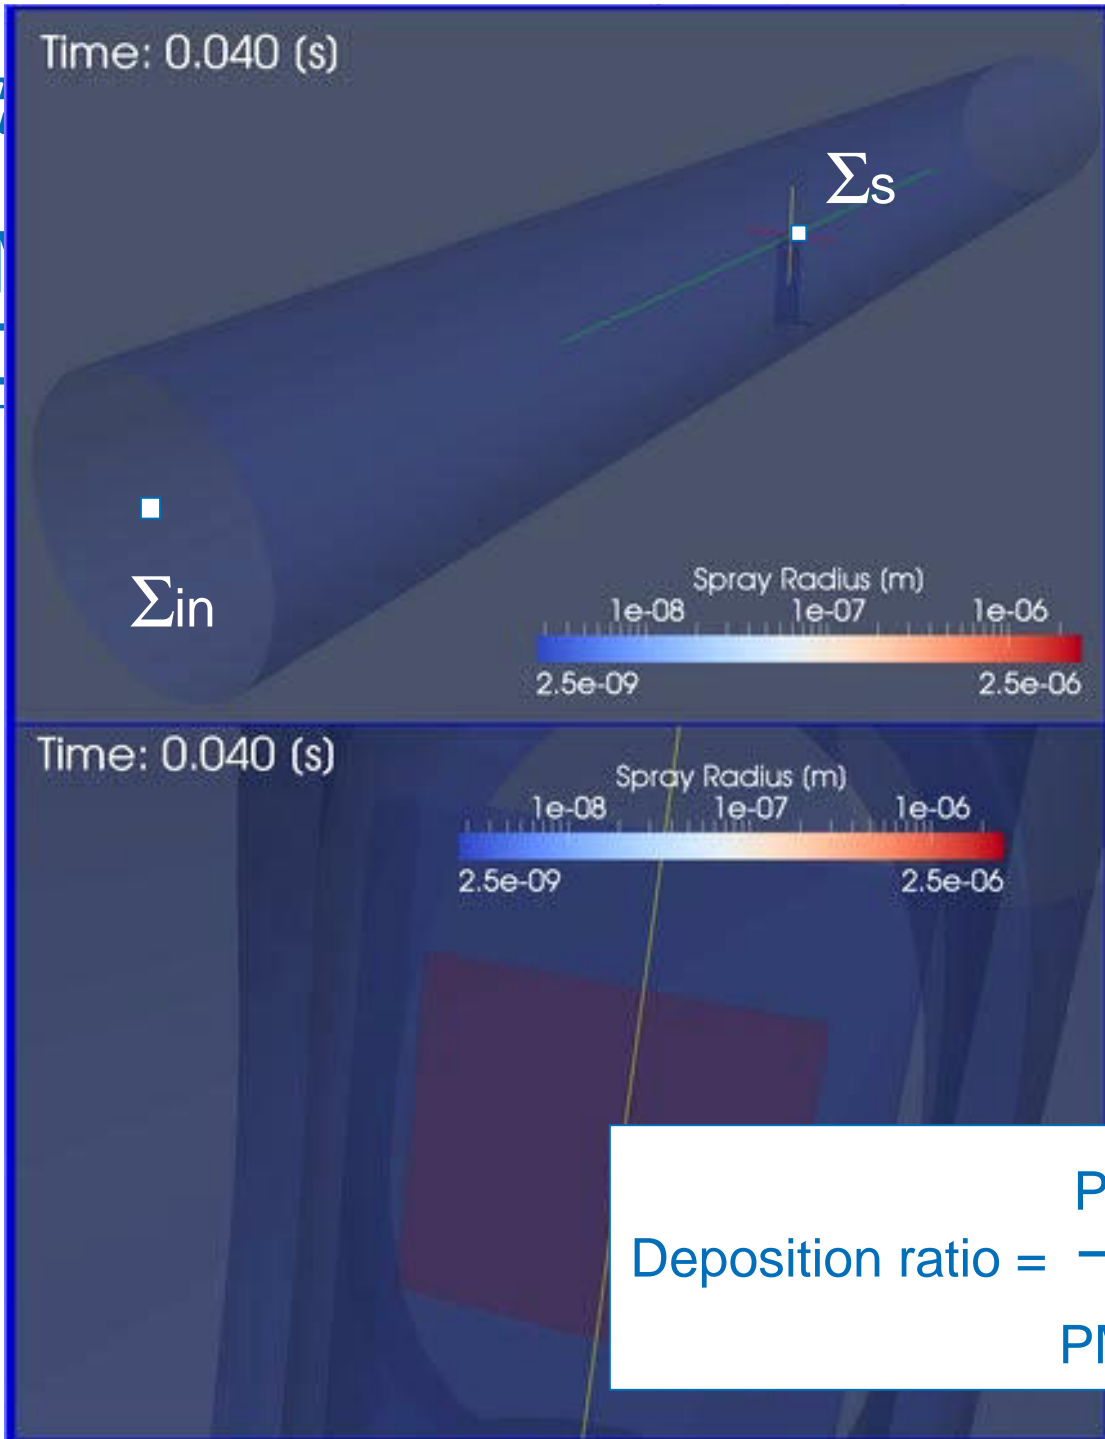 Time: 0.040 (s)
Σs
Σin
Spray Radius (m)
1e-08 1e-07 1e-06
2.5e-09 2.5e-06
Time: 0.040 (s)
Spray Radius (m)
1e-08 1e-07 1e-06
2.5e-09 2.5e-06
Deposition ratio =